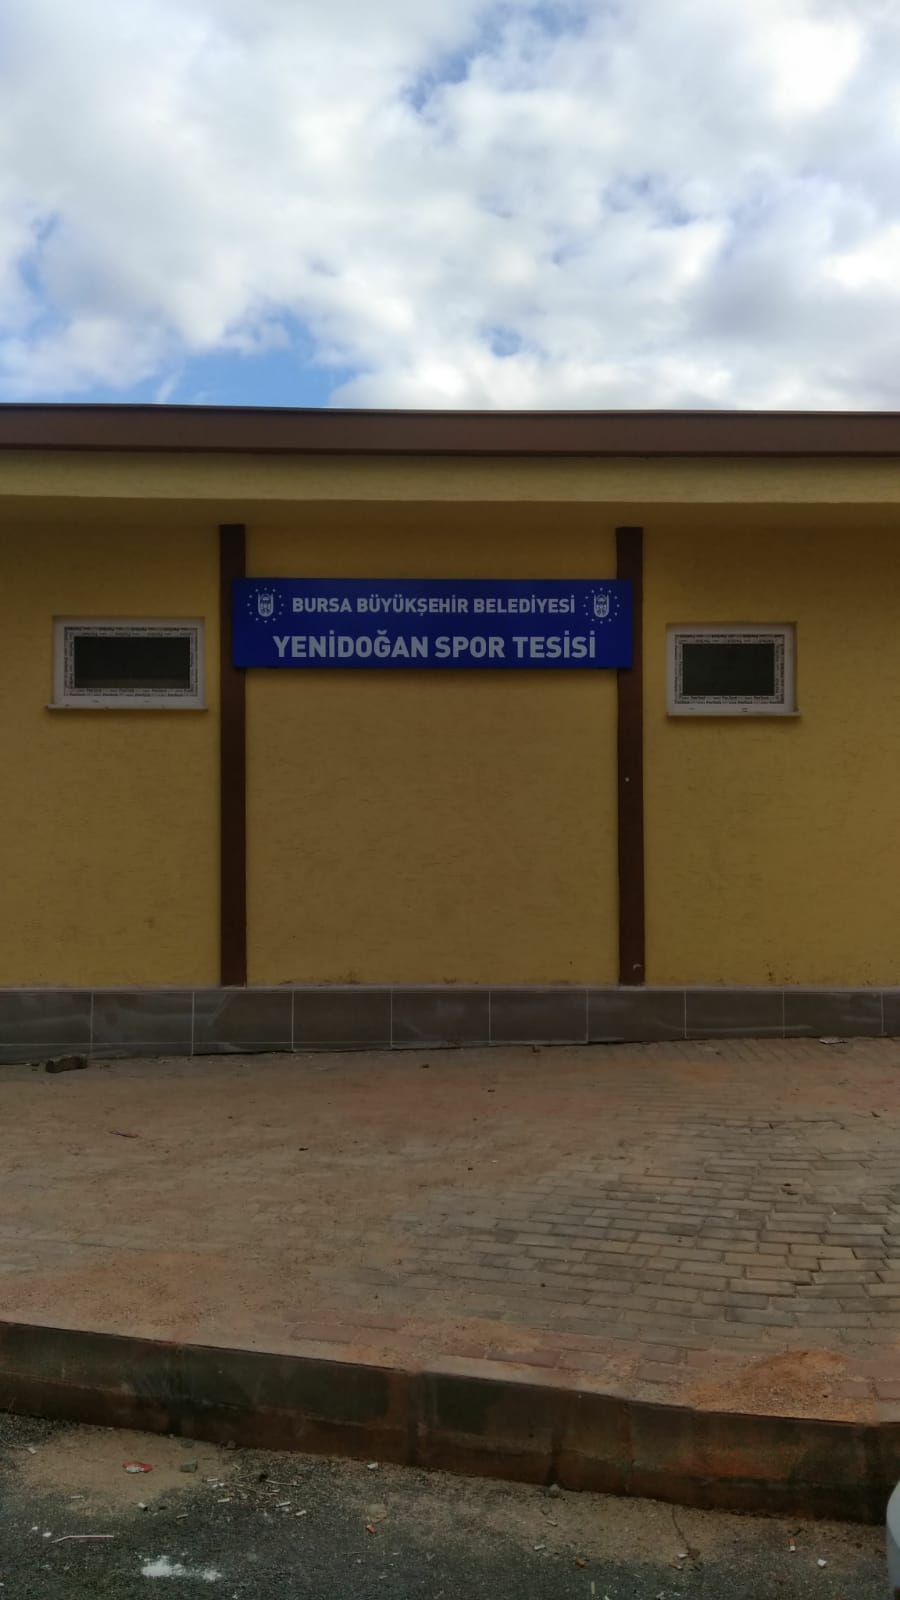 BURSA BÜYÜKŞEHİR BELEDİYESİ
YENİDOĞAN SPOR TESİSİ